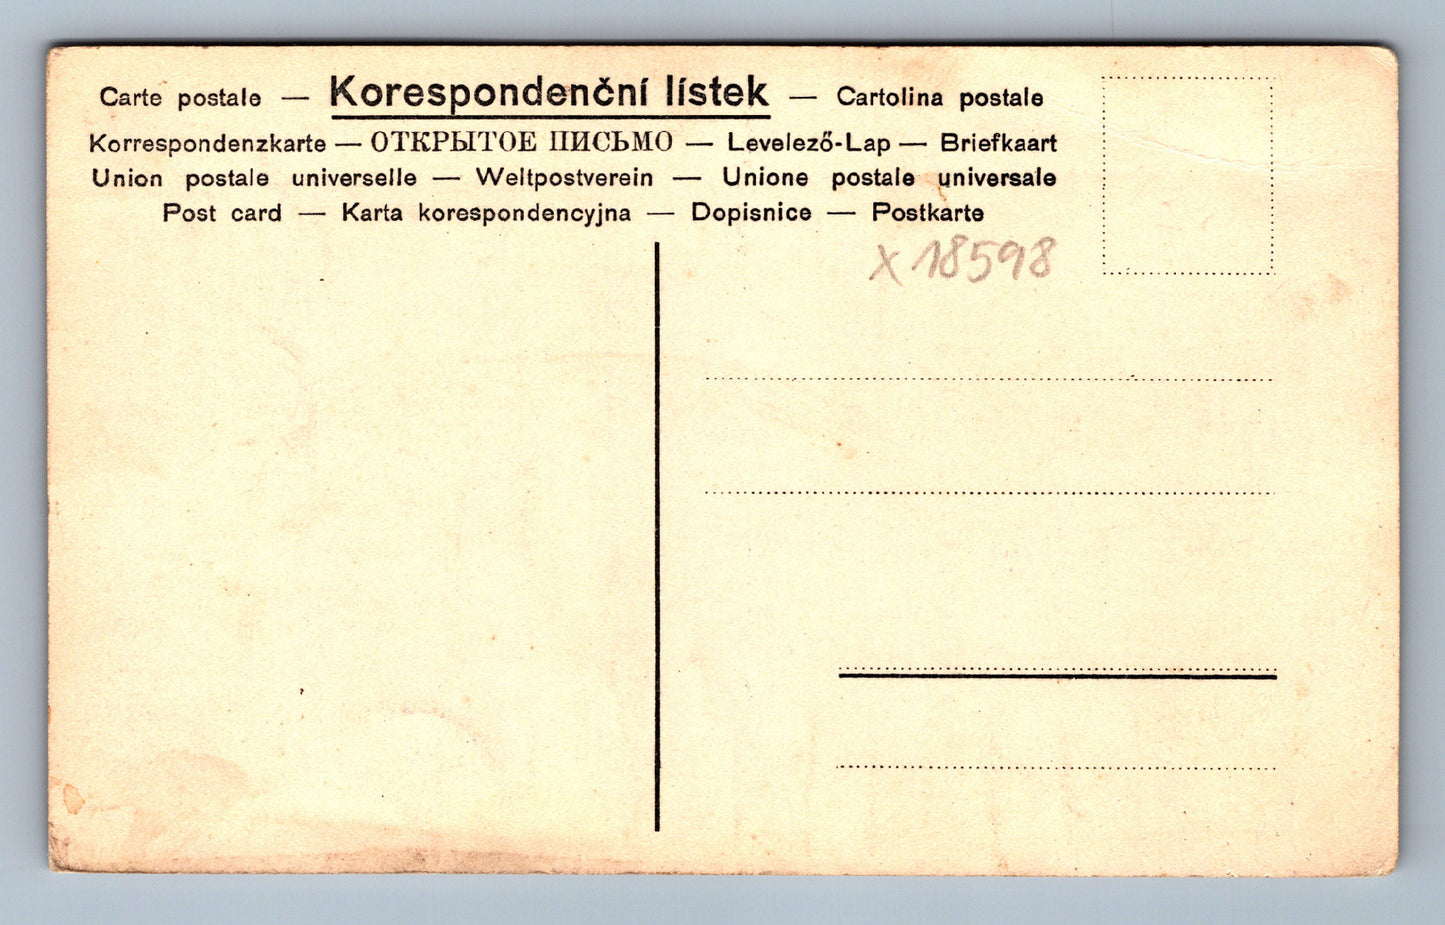 Carte postale — Korespondenční lístek — Cartolina postale
Korrespondenzkarte — ОТКРЫТОЕ ПИСЬМО — Levelező-Lap — Briefkaart
Union postale universelle — Weltpostverein — Unione postale universale
Post card — Karta korespondencyjna — Dopisnice — Postkarte
X 18598